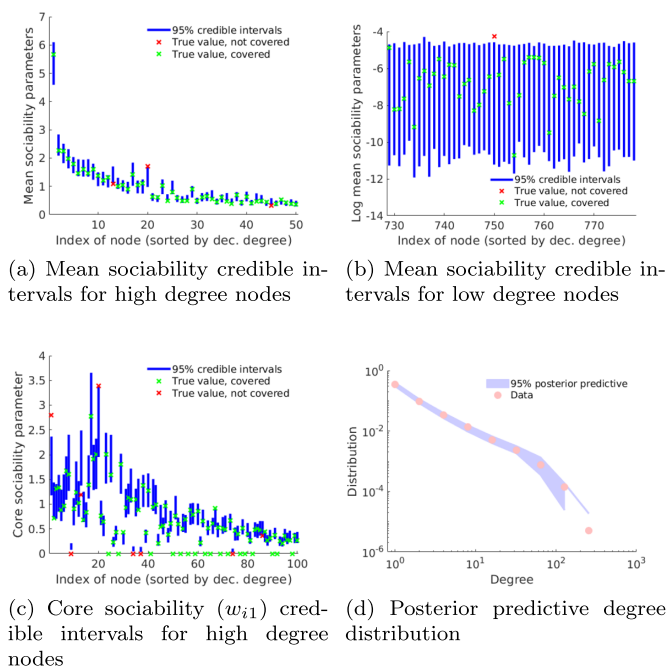 7
6
5
4
3
2
1
0
Mean sociability parameters
95% credible intervals
True value, not covered
True value, covered
10 20 30 40 50
Index of node (sorted by dec. degree)
(a) Mean sociability credible in-
tervals for high degree nodes
-4
-6
-8
-10
-12
-14
Log mean sociability parameters
95% credible intervals
True value, not covered
True value, covered
730 740 750 760 770
Index of node (sorted by dec. degree)
(b) Mean sociability credible in-
tervals for low degree nodes
4
3.5
3
2.5
2
1.5
1
0.5
0
Core sociability parameter
95% credible intervals
True value, covered
True value, not covered
20 40 60 80 100
Index of node (sorted by dec. degree)
(c) Core sociability (w_{i1}) cred-
ible intervals for high degree
nodes
10^0
10^-2
10^-4
10^-6
Distribution
95% posterior predictive
Data
10^0 10^1 10^2 10^3
Degree
(d) Posterior predictive degree
distribution